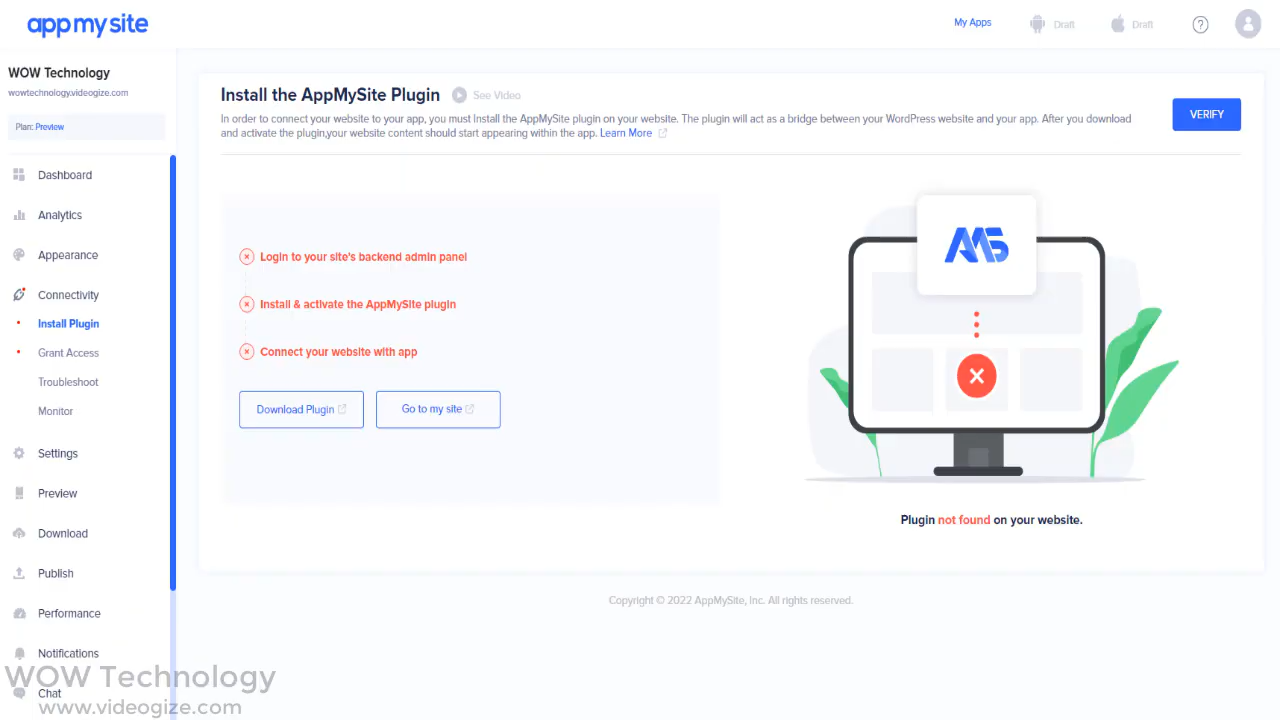 appmysite
My Apps
Draft
Draft
?
WOW Technology
wowtechnology.videogize.com
Plan: Preview
Dashboard
Analytics
Appearance
Connectivity
Install Plugin
Grant Access
Troubleshoot
Monitor
Settings
Preview
Download
Publish
Performance
Notifications
Chat
Install the AppMySite Plugin
See Video
In order to connect your website to your app, you must Install the AppMySite plugin on your website. The plugin will act as a bridge between your WordPress website and your app. After you download
and activate the plugin,your website content should start appearing within the app. Learn More
VERIFY
Login to your site's backend admin panel
Install & activate the AppMySite plugin
Connect your website with app
Download Plugin
Go to my site
AMS
Plugin not found on your website.
Copyright © 2022 AppMySite, Inc. All rights reserved.
WOW Technology
www.videogize.com